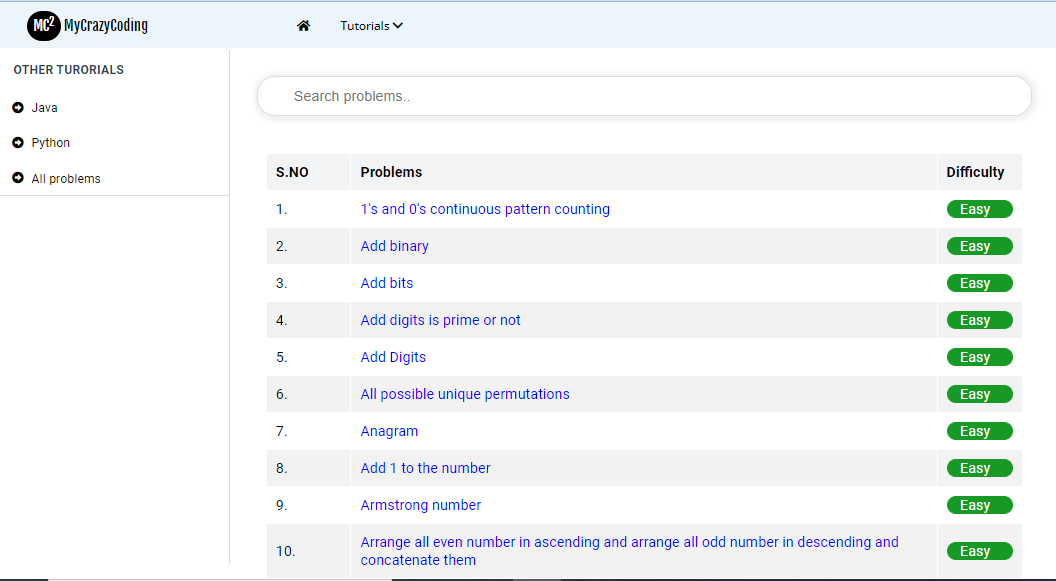 MC² MyCrazyCoding
Tutorials
OTHER TURORIALS
Java
Python
All problems
Search problems..
S.NO Problems Difficulty
1. 1's and 0's continuous pattern counting Easy
2. Add binary Easy
3. Add bits Easy
4. Add digits is prime or not Easy
5. Add Digits Easy
6. All possible unique permutations Easy
7. Anagram Easy
8. Add 1 to the number Easy
9. Armstrong number Easy
10. Arrange all even number in ascending and arrange all odd number in descending and Easy
concatenate them